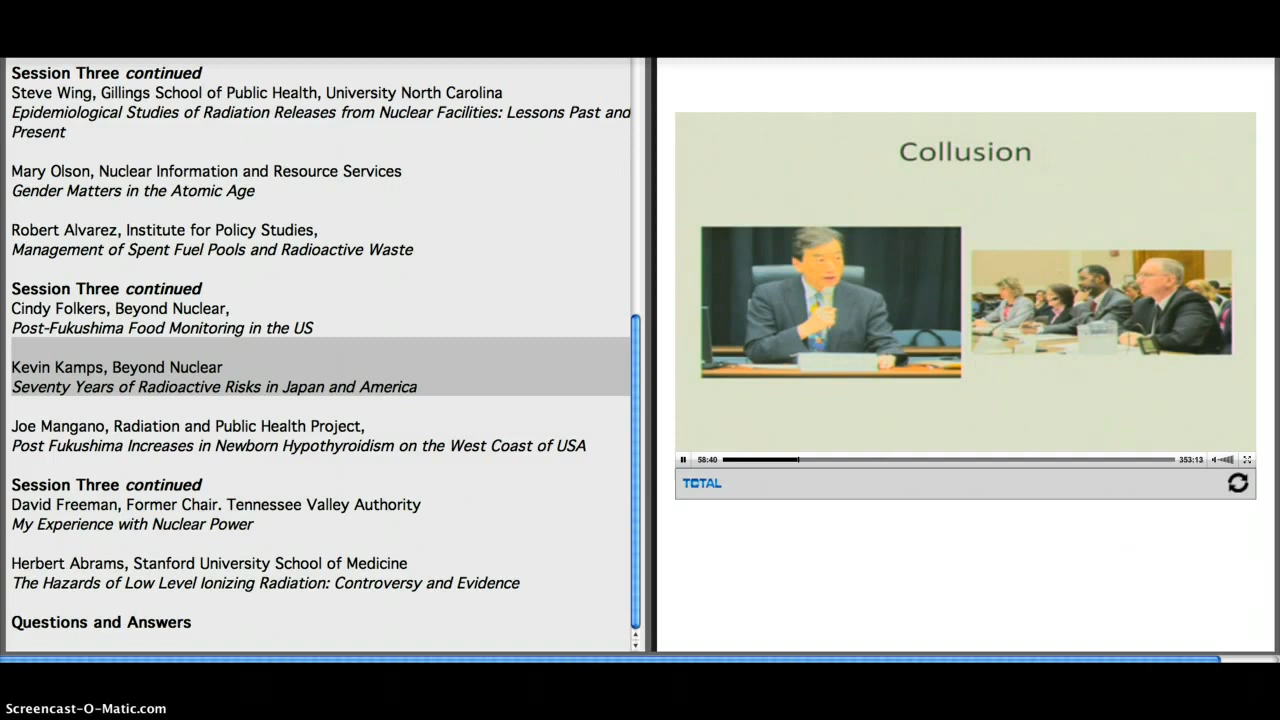 Session Three continued
Steve Wing, Gillings School of Public Health, University North Carolina
Epidemiological Studies of Radiation Releases from Nuclear Facilities: Lessons Past and
Present
Mary Olson, Nuclear Information and Resource Services
Gender Matters in the Atomic Age
Robert Alvarez, Institute for Policy Studies,
Management of Spent Fuel Pools and Radioactive Waste
Session Three continued
Cindy Folkers, Beyond Nuclear,
Post-Fukushima Food Monitoring in the US
Kevin Kamps, Beyond Nuclear
Seventy Years of Radioactive Risks in Japan and America
Joe Mangano, Radiation and Public Health Project,
Post Fukushima Increases in Newborn Hypothyroidism on the West Coast of USA
Session Three continued
David Freeman, Former Chair. Tennessee Valley Authority
My Experience with Nuclear Power
Herbert Abrams, Stanford University School of Medicine
The Hazards of Low Level Ionizing Radiation: Controversy and Evidence
Questions and Answers
Collusion
58:40 353:13
TOTAL
Screencast-O-Matic.com